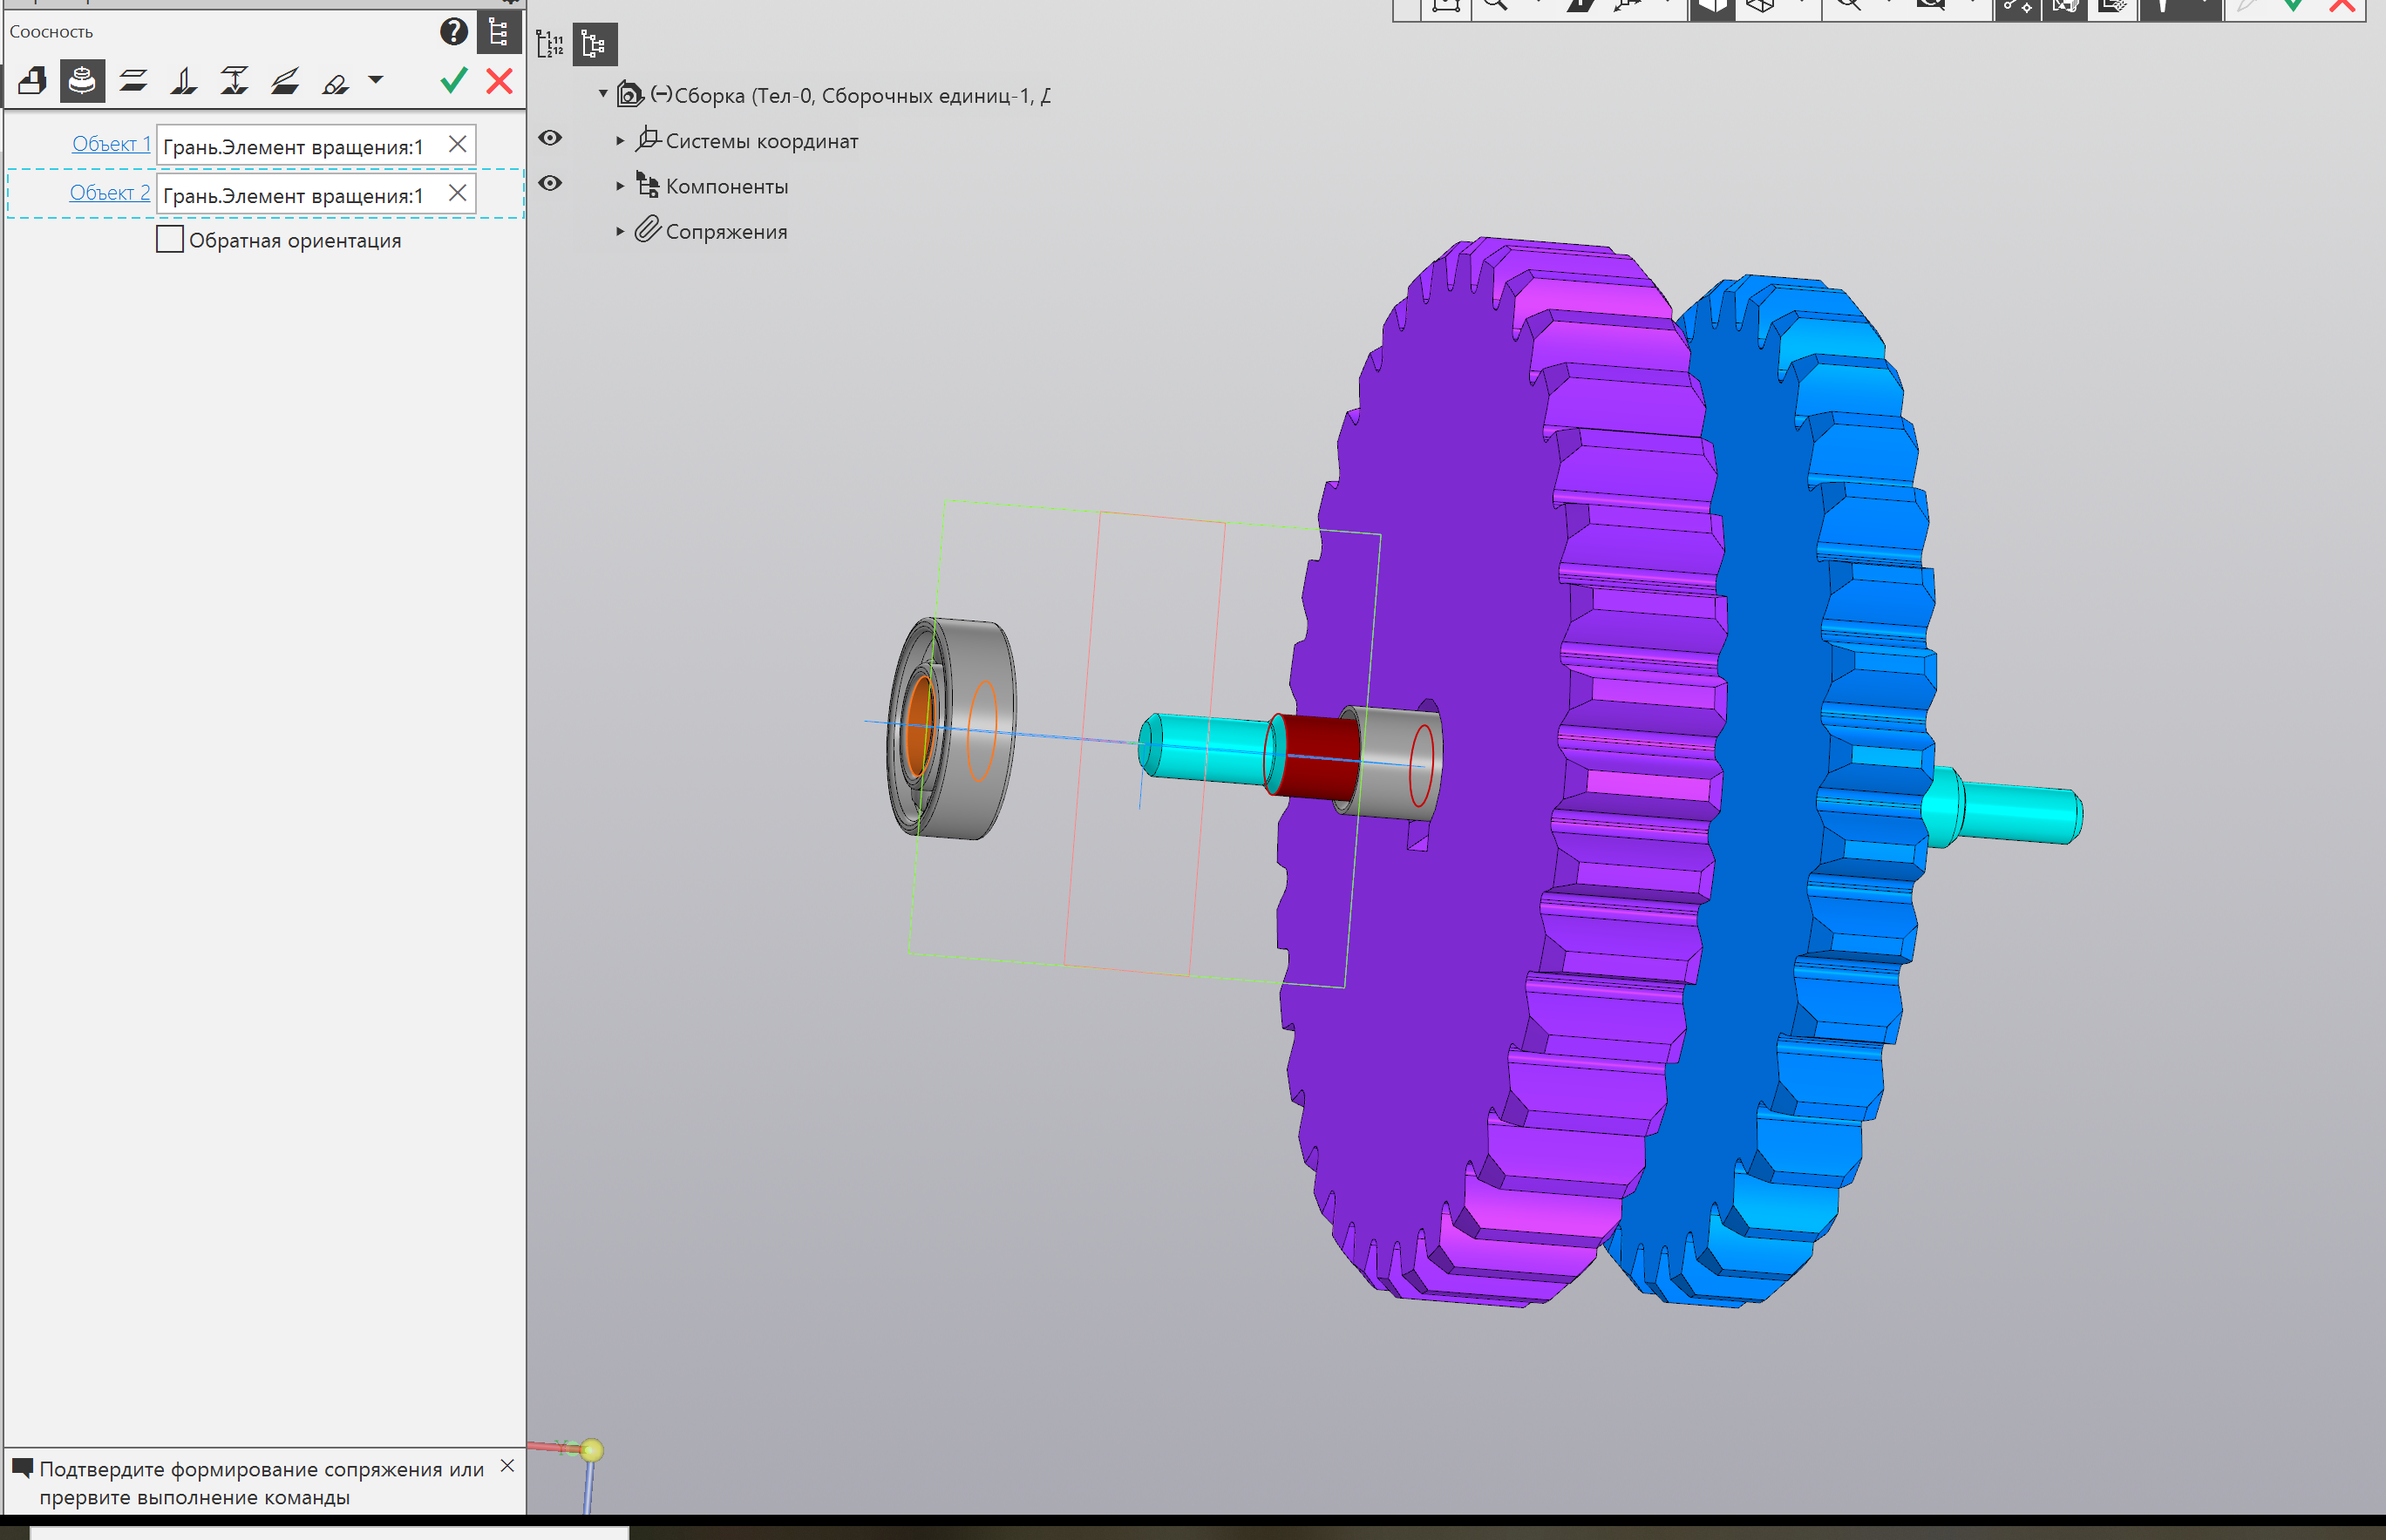 Соосность
Объект 1
Грань.Элемент вращения:1
Объект 2
Грань.Элемент вращения:1
Обратная ориентация
(–)Сборка (Тел-0, Сборочных единиц-1, Д
Системы координат
Компоненты
Сопряжения
Подтвердите формирование сопряжения или
прервите выполнение команды